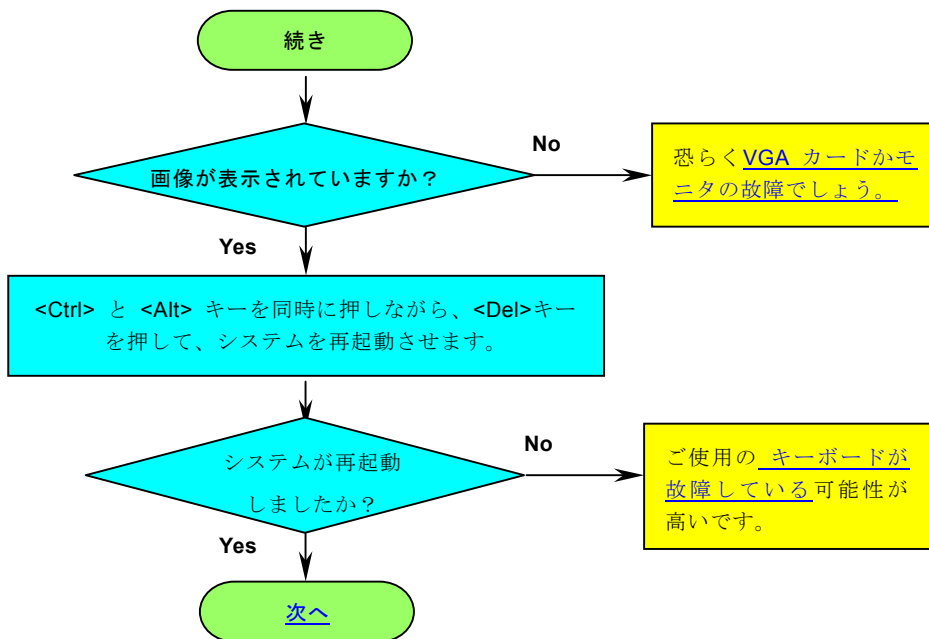 続き
画像が表示されていますか？
No
恐らくVGA カードかモ
ニタの故障でしょう。
Yes
<Ctrl> と <Alt> キーを同時に押しながら、<Del>キー
を押して、システムを再起動させます。
システムが再起動
しましたか？
No
ご使用の キーボードが
故障している可能性が
高いです。
Yes
次へ